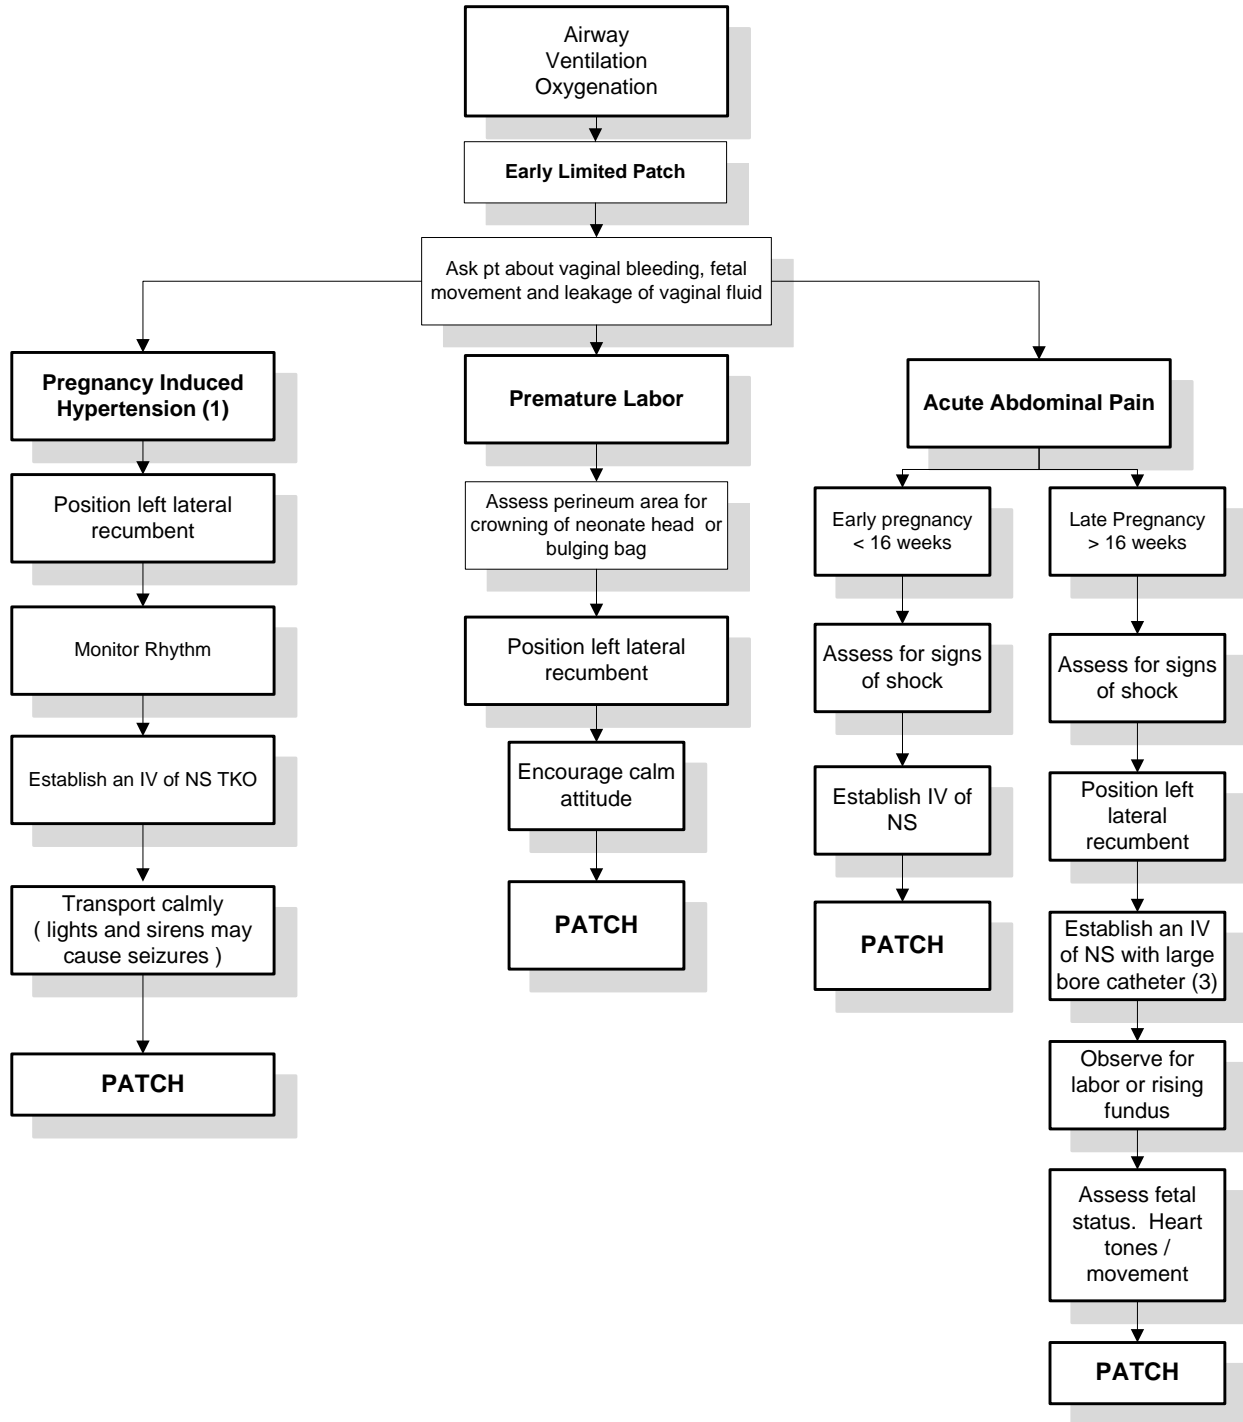 Airway
Ventilation
Oxygenation
Early Limited Patch
Ask pt about vaginal bleeding, fetal
movement and leakage of vaginal fluid
Pregnancy Induced
Hypertension (1)
Position left lateral
recumbent
Monitor Rhythm
Establish an IV of NS TKO
Transport calmly
( lights and sirens may
cause seizures )
PATCH
Premature Labor
Assess perineum area for
crowning of neonate head or
bulging bag
Position left lateral
recumbent
Encourage calm
attitude
PATCH
Acute Abdominal Pain
Early pregnancy
< 16 weeks
Assess for signs
of shock
Establish IV of
NS
PATCH
Late Pregnancy
> 16 weeks
Assess for signs
of shock
Position left
lateral
recumbent
Establish an IV
of NS with large
bore catheter (3)
Observe for
labor or rising
fundus
Assess fetal
status. Heart
tones /
movement
PATCH